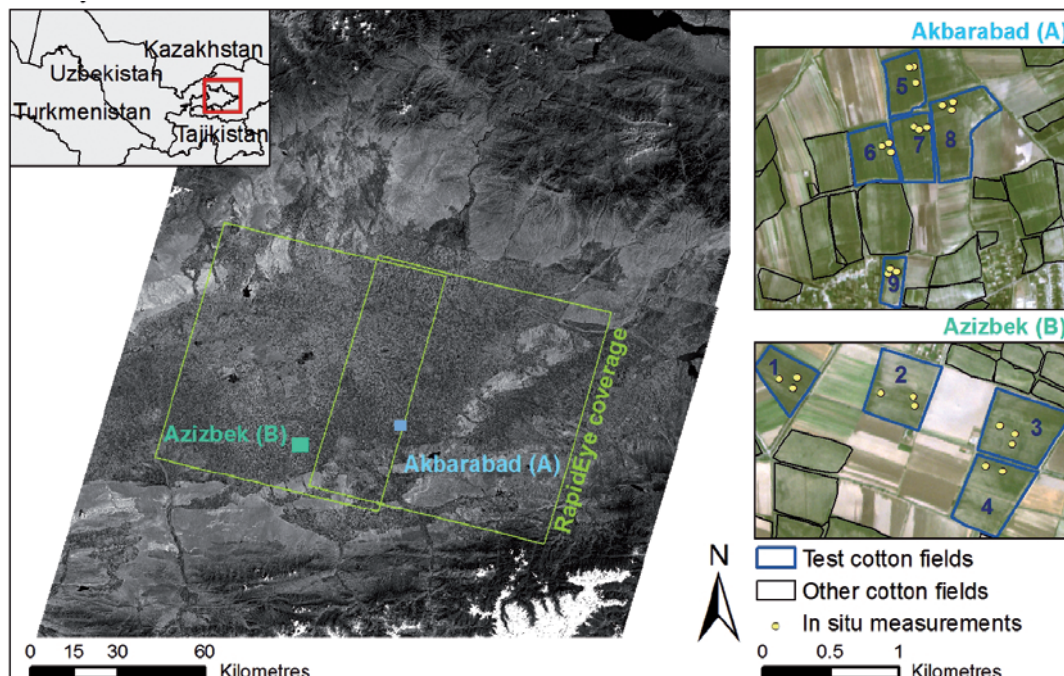 Kazakhstan
Uzbekistan
Turkmenistan
Tajikistan
Azizbek (B)
Akbarabad (A)
RapidEye coverage
0 15 30 60
Kilometres
Akbarabad (A)
5
6 7 8
9
Azizbek (B)
1 2
3
4
N
Test cotton fields
Other cotton fields
In situ measurements
0 0.5 1
Kilometres